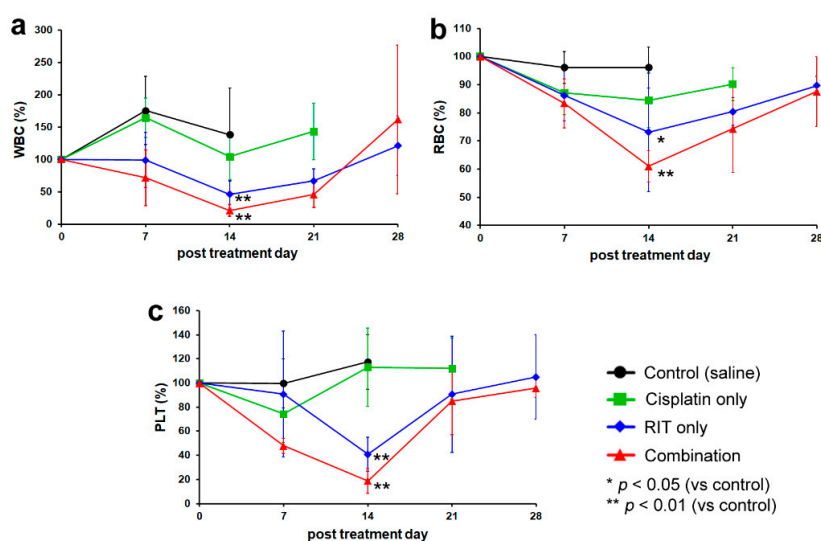 a
WBC (%)
300
250
200
150
100
50
0
0 7 14 21 28
**
**
post treatment day
b
RBC (%)
100
90
80
70
60
50
40
0 7 14 21 28
*
**
post treatment day
c
PLT (%)
160
140
120
100
80
60
40
20
0
0 7 14 21 28
**
**
post treatment day
Control (saline)
Cisplatin only
RIT only
Combination
* p < 0.05 (vs control)
** p < 0.01 (vs control)